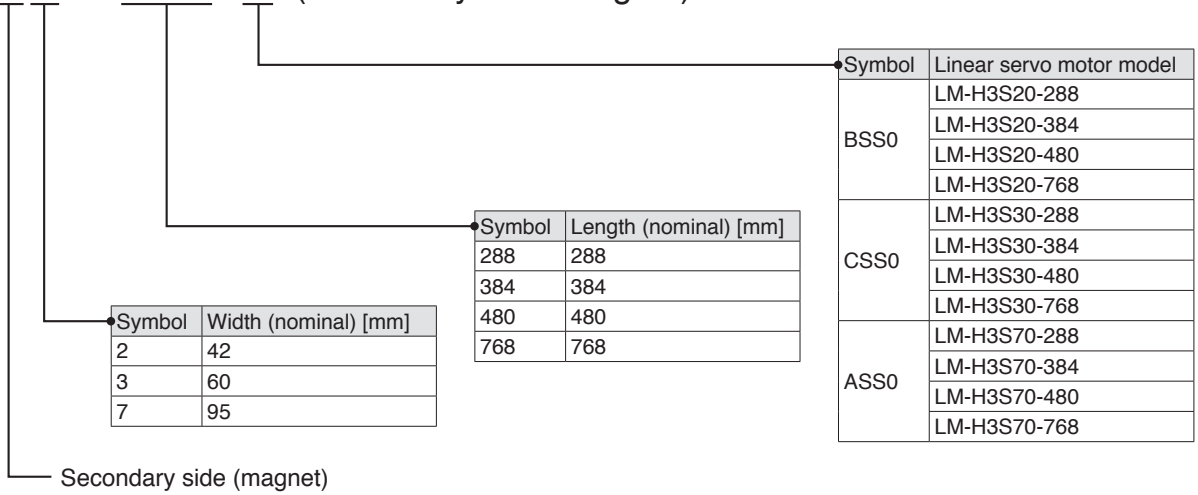 Symbol Linear servo motor model
BSS0
LM-H3S20-288
LM-H3S20-384
LM-H3S20-480
LM-H3S20-768
CSS0
LM-H3S30-288
LM-H3S30-384
LM-H3S30-480
LM-H3S30-768
ASS0
LM-H3S70-288
LM-H3S70-384
LM-H3S70-480
LM-H3S70-768
Symbol Length (nominal) [mm]
288 288
384 384
480 480
768 768
Symbol Width (nominal) [mm]
2 42
3 60
7 95
Secondary side (magnet)